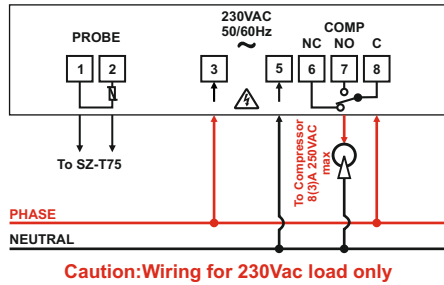 230VAC
50/60Hz
~
COMP
PROBE
NC NO C
1 2 3 5 6 7 8
To SZ-T75
To Compressor
8(3)A 250VAC
max
PHASE
NEUTRAL
Caution:Wiring for 230Vac load only